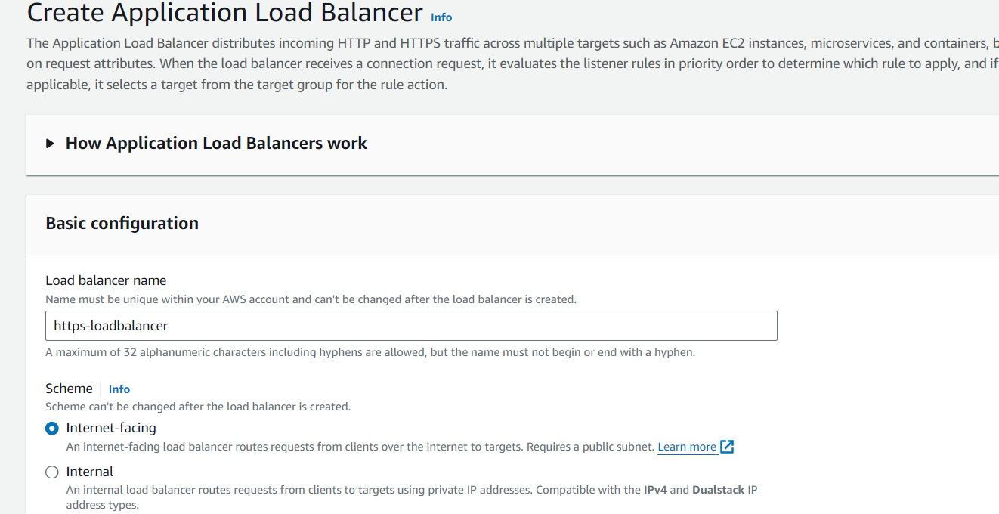 Create Application Load Balancer Info
The Application Load Balancer distributes incoming HTTP and HTTPS traffic across multiple targets such as Amazon EC2 instances, microservices, and containers,
on request attributes. When the load balancer receives a connection request, it evaluates the listener rules in priority order to determine which rule to apply, and if
applicable, it selects a target from the target group for the rule action.
How Application Load Balancers work
Basic configuration
Load balancer name
Name must be unique within your AWS account and can't be changed after the load balancer is created.
https-loadbalancer
A maximum of 32 alphanumeric characters including hyphens are allowed, but the name must not begin or end with a hyphen.
Scheme Info
Scheme can't be changed after the load balancer is created.
Internet-facing
An internet-facing load balancer routes requests from clients over the internet to targets. Requires a public subnet. Learn more
Internal
An internal load balancer routes requests from clients to targets using private IP addresses. Compatible with the IPv4 and Dualstack IP
address types.